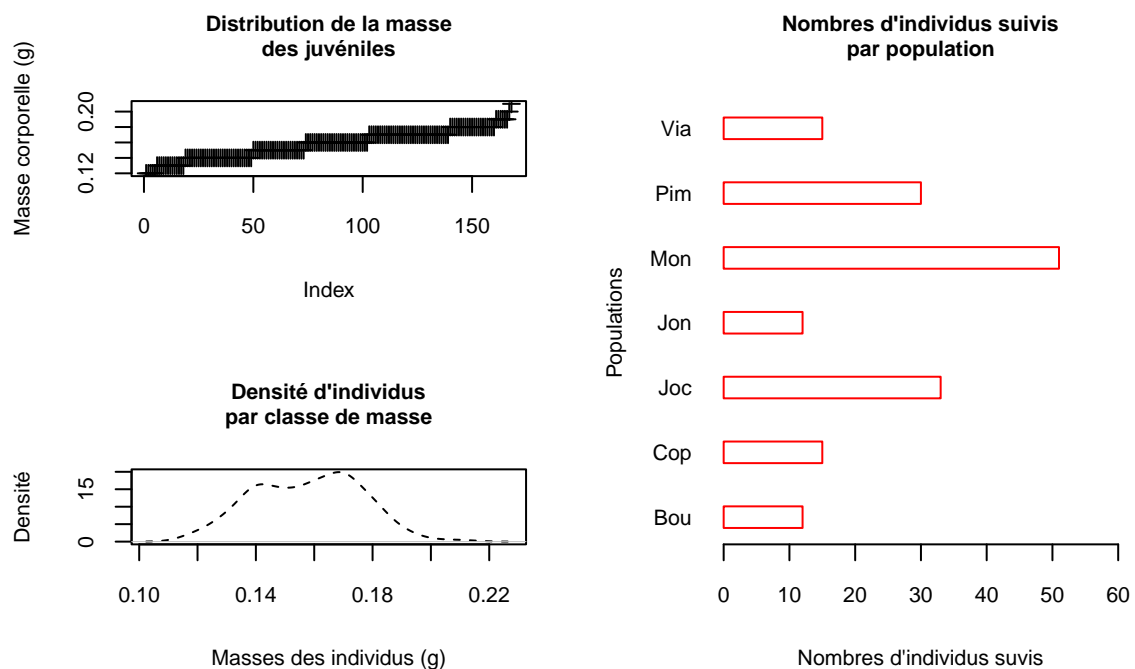 Distribution de la masse
des juvéniles
Masse corporelle (g)
0.20
0.12
0 50 100 150
Index
Densité d'individus
par classe de masse
Densité
15
0
0.10 0.14 0.18 0.22
Masses des individus (g)
Nombres d'individus suivis
par population
Populations
Via
Pim
Mon
Jon
Joc
Cop
Bou
0 10 20 30 40 50 60
Nombres d'individus suvis